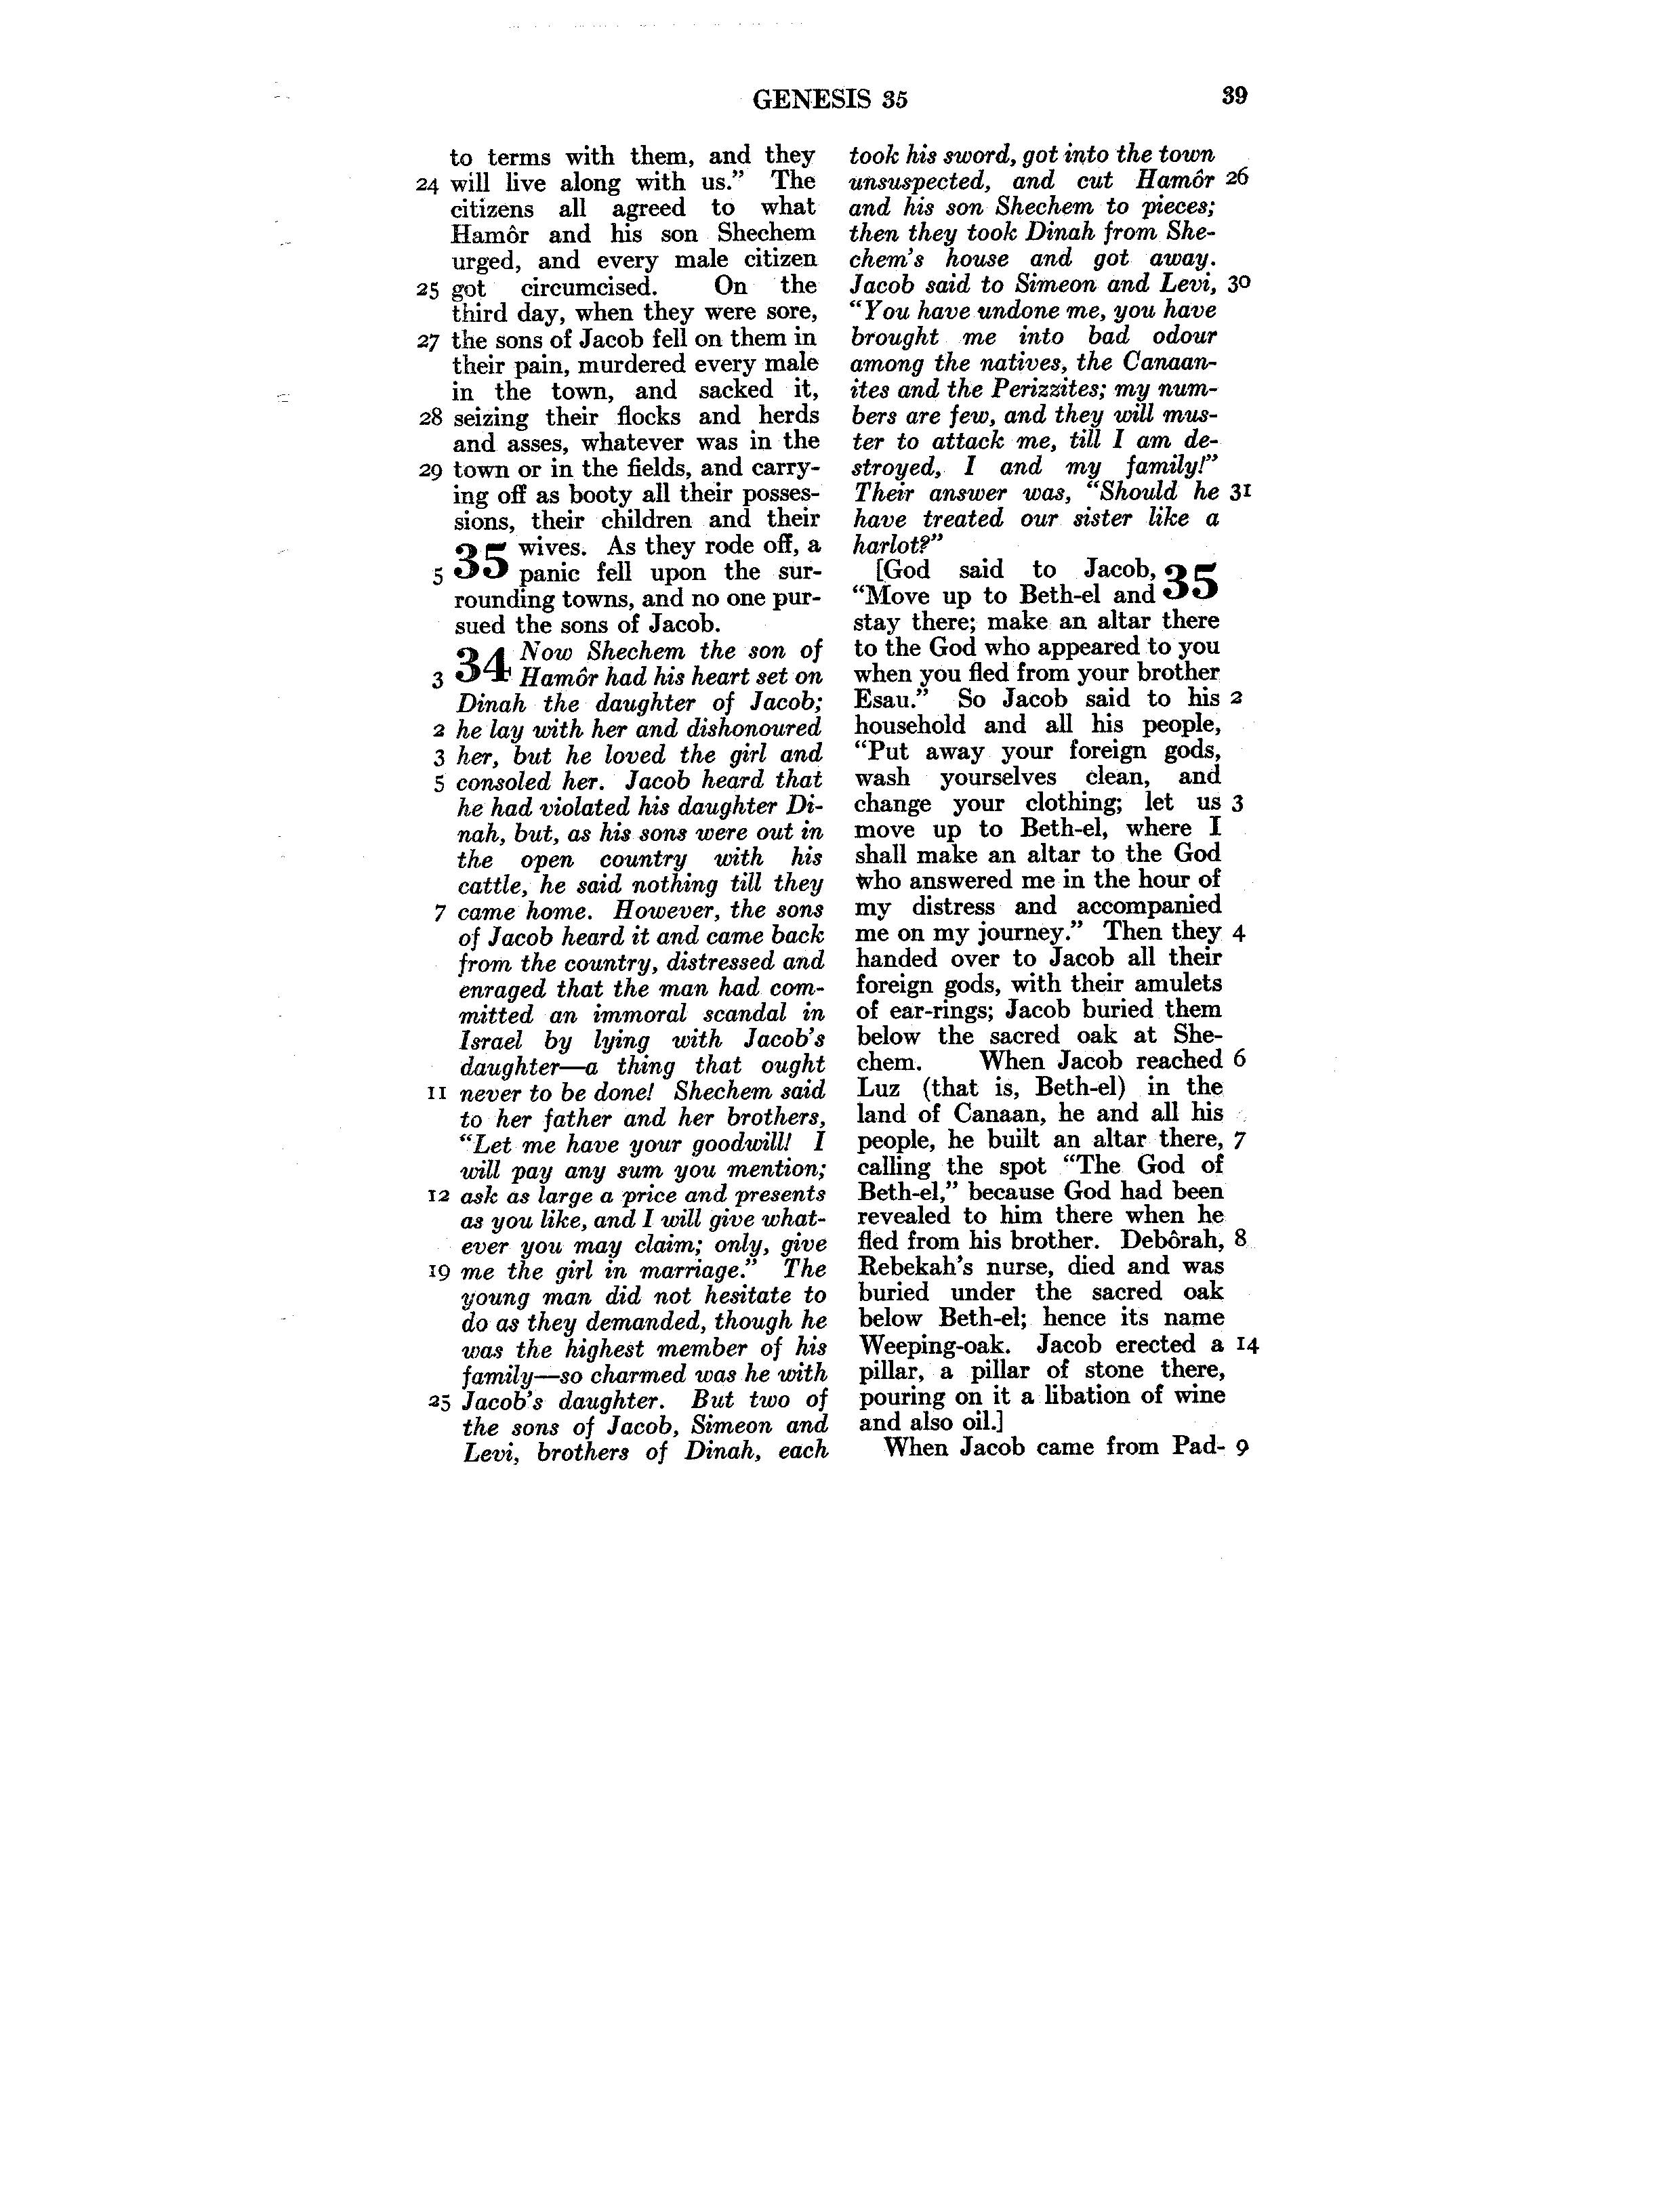 GENESIS 35 39
to terms with them, and they
24 will live along with us.” The
citizens all agreed to what
Hamôr and his son Shechem
urged, and every male citizen
25 got circumcised. On the
third day, when they were sore,
27 the sons of Jacob fell on them in
their pain, murdered every male
in the town, and sacked it,
28 seizing their flocks and herds
and asses, whatever was in the
29 town or in the fields, and carry-
ing off as booty all their posses-
sions, their children and their
35 wives. As they rode off, a
5 panic fell upon the sur-
rounding towns, and no one pur-
sued the sons of Jacob.
34 Now Shechem the son of
3 Hamôr had his heart set on
Dinah the daughter of Jacob;
2 he lay with her and dishonoured
3 her, but he loved the girl and
5 consoled her. Jacob heard that
he had violated his daughter Di-
nah, but, as his sons were out in
the open country with his
cattle, he said nothing till they
7 came home. However, the sons
of Jacob heard it and came back
from the country, distressed and
enraged that the man had com-
mitted an immoral scandal in
Israel by lying with Jacob’s
daughter—a thing that ought
11 never to be done! Shechem said
to her father and her brothers,
“Let me have your goodwill! I
will pay any sum you mention;
12 ask as large a price and presents
as you like, and I will give what-
ever you may claim; only, give
19 me the girl in marriage.” The
young man did not hesitate to
do as they demanded, though he
was the highest member of his
family—so charmed was he with
25 Jacob’s daughter. But two of
the sons of Jacob, Simeon and
Levi, brothers of Dinah, each
took his sword, got into the town
unsuspected, and cut Hamôr 26
and his son Shechem to pieces;
then they took Dinah from She-
chem’s house and got away.
Jacob said to Simeon and Levi, 30
“You have undone me, you have
brought me into bad odour
among the natives, the Canaan-
ites and the Perizzites; my num-
bers are few, and they will mus-
ter to attack me, till I am de-
stroyed, I and my family!”
Their answer was, “Should he 31
have treated our sister like a
harlot?”
[God said to Jacob, 35
“Move up to Beth-el and
stay there; make an altar there
to the God who appeared to you
when you fled from your brother
Esau.” So Jacob said to his 2
household and all his people,
“Put away your foreign gods,
wash yourselves clean, and
change your clothing; let us 3
move up to Beth-el, where I
shall make an altar to the God
who answered me in the hour of
my distress and accompanied
me on my journey.” Then they 4
handed over to Jacob all their
foreign gods, with their amulets
of ear-rings; Jacob buried them
below the sacred oak at She-
chem. When Jacob reached 6
Luz (that is, Beth-el) in the
land of Canaan, he and all his
people, he built an altar there, 7
calling the spot “The God of
Beth-el,” because God had been
revealed to him there when he
fled from his brother. Debôrah, 8
Rebekah’s nurse, died and was
buried under the sacred oak
below Beth-el; hence its name
Weeping-oak. Jacob erected a 14
pillar, a pillar of stone there,
pouring on it a libation of wine
and also oil.]
When Jacob came from Pad- 9